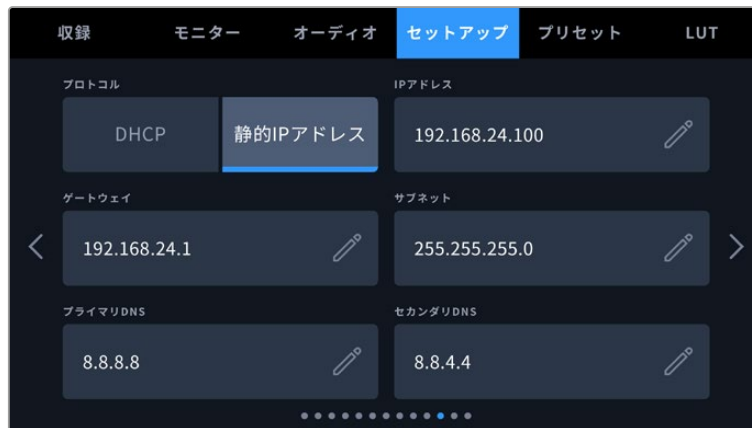 収録 モニター オーディオ セットアップ プリセット LUT
プロトコル IPアドレス
DHCP 静的IPアドレス 192.168.24.100
ゲートウェイ サブネット
192.168.24.1 255.255.255.0
プライマリDNS セカンダリDNS
8.8.8.8 8.8.4.4